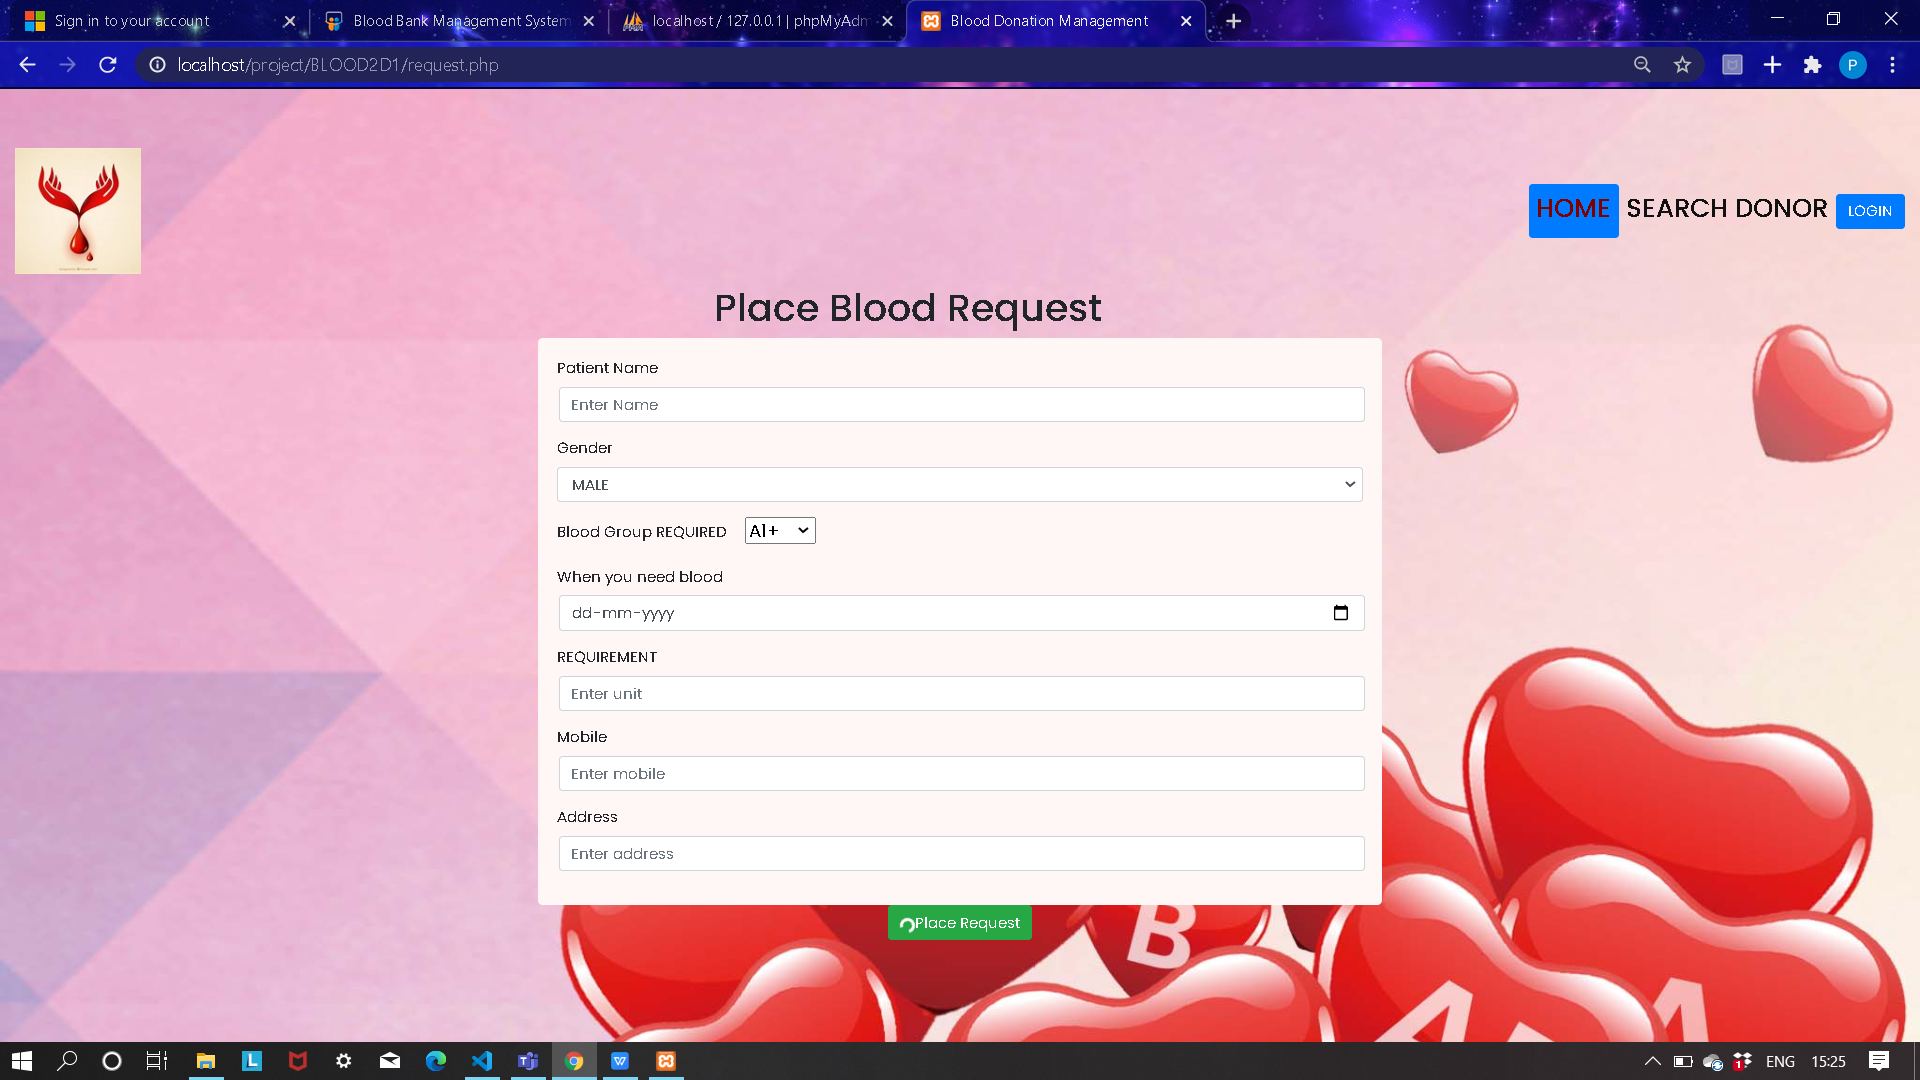 Sign in to your account
Blood Bank Management System
localhost / 127.0.0.1 | phpMyAdm
Blood Donation Management
localhost/project/BLOOD2D1/request.php
P
HOME SEARCH DONOR LOGIN
Place Blood Request
Patient Name
Enter Name
Gender
MALE
Blood Group REQUIRED A1+
When you need blood
dd-mm-yyyy
REQUIREMENT
Enter unit
Mobile
Enter mobile
Address
Enter address
Place Request
B
A
A
L
W
1
ENG
15:25